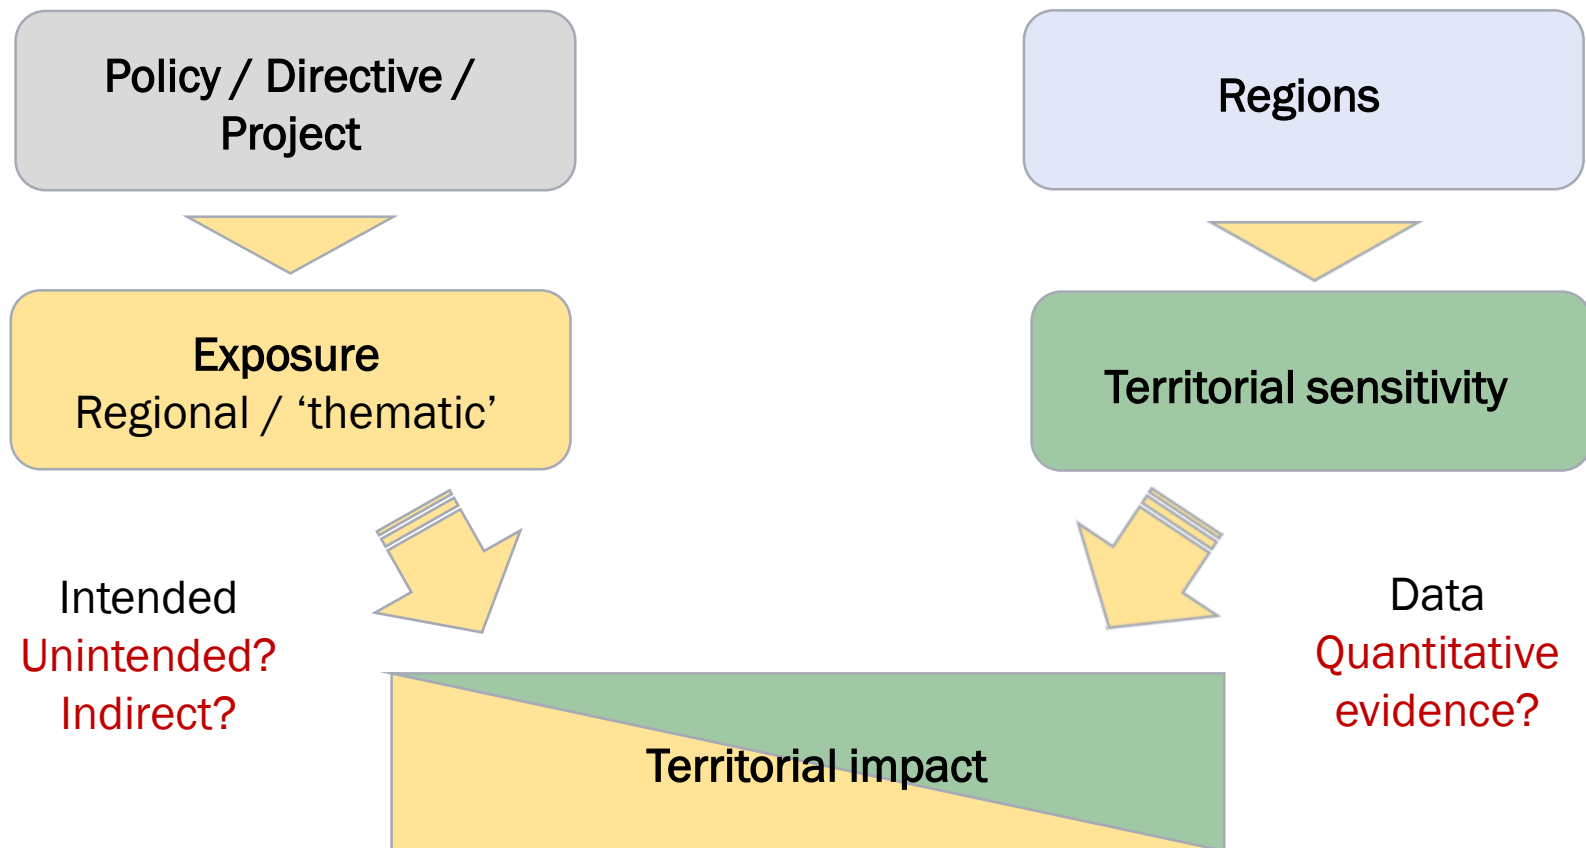 Policy / Directive /
Project
Regions
Exposure
Regional / ‘thematic’
Territorial sensitivity
Intended
Unintended?
Indirect?
Data
Quantitative
evidence?
Territorial impact